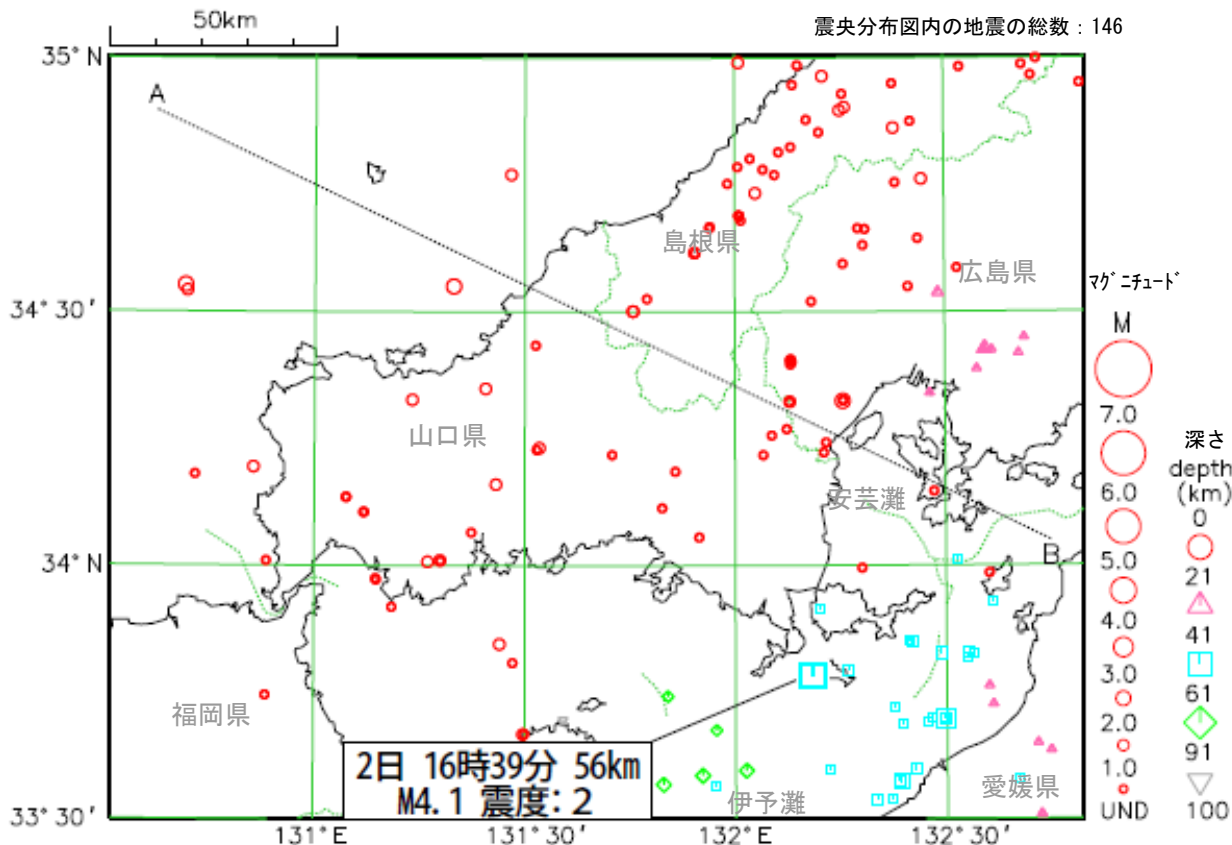 50km
震央分布図内の地震の総数 : 146
35°N
A
島根県
広島県
34°30′
山口県
安芸灘
34°N
B
福岡県
2日 16時39分 56km
M4.1 震度:2
伊予灘
愛媛県
33°30′
131°E
131°30′
132°E
132°30′
マグニチュード
M
7.0
6.0
5.0
4.0
3.0
2.0
1.0
UND
深さ
depth
(km)
0
21
41
61
91
100